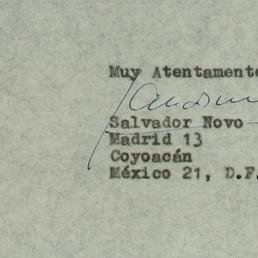 Muy Atentamente
Salvador Novo
Madrid 13
Coyoacán
México 21, D.F.